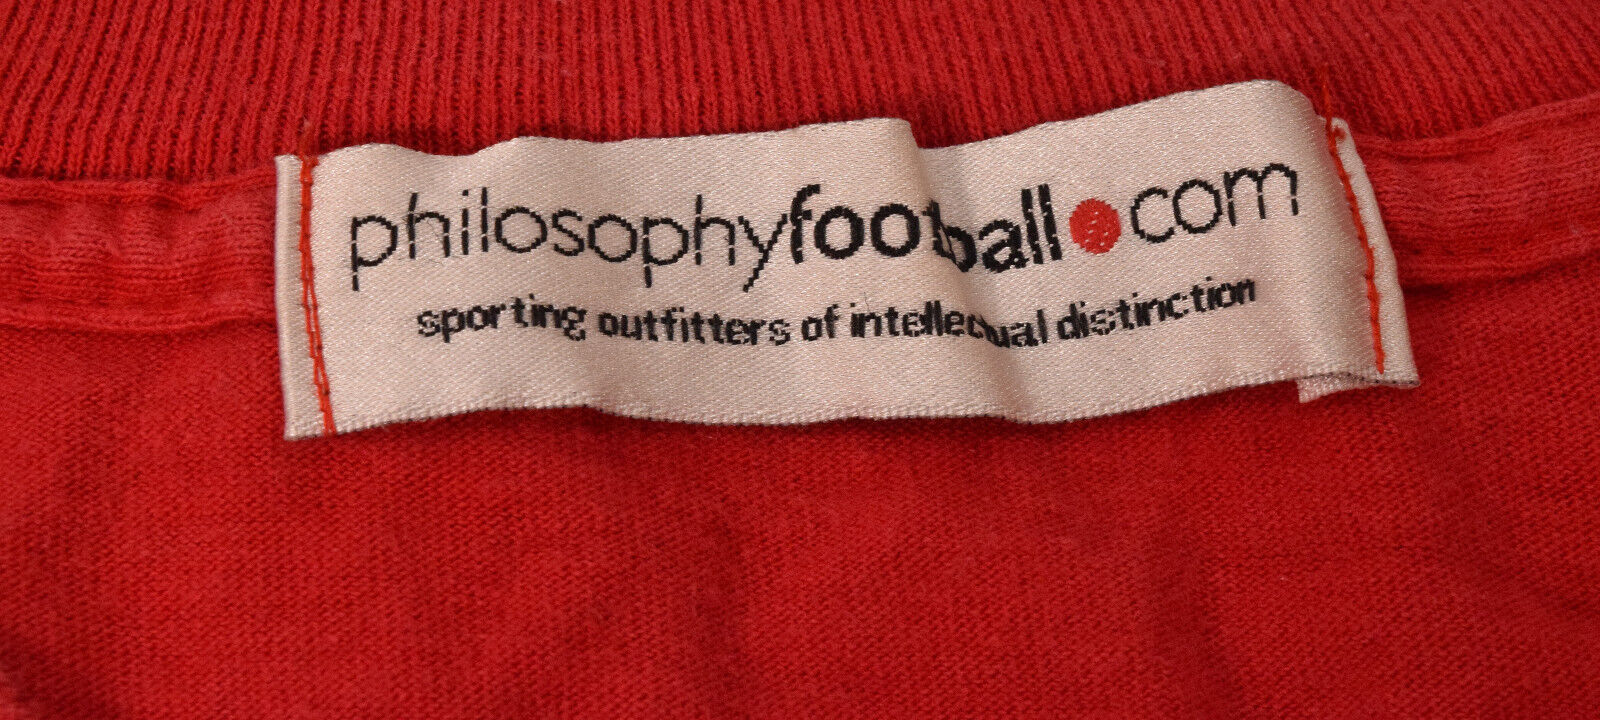 philosophyfootball.com
sporting outfitters of intellectual distinction